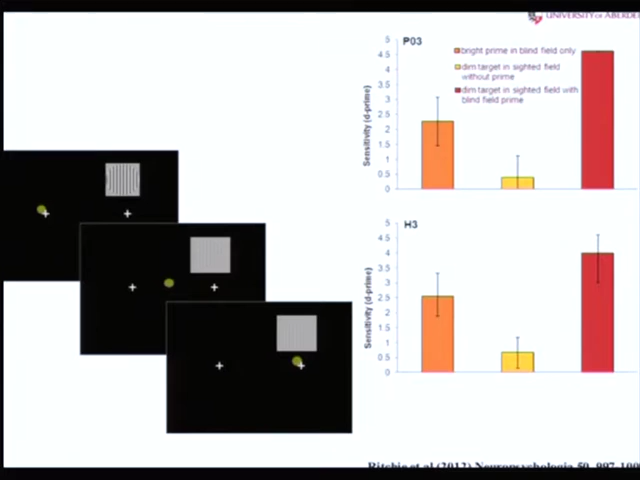 UNIVERSITY OF ABERDE
P03
bright prime in blind field only
dim target in sighted field
without prime
dim target in sighted field with
blind field prime
Sensitivity (d-prime)
5
4.5
4
3.5
3
2.5
2
1.5
1
0.5
0
H3
Sensitivity (d-prime)
5
4.5
4
3.5
3
2.5
2
1.5
1
0.5
0
Ritchie et al (2012) Neuropsychologia 50, 997-100